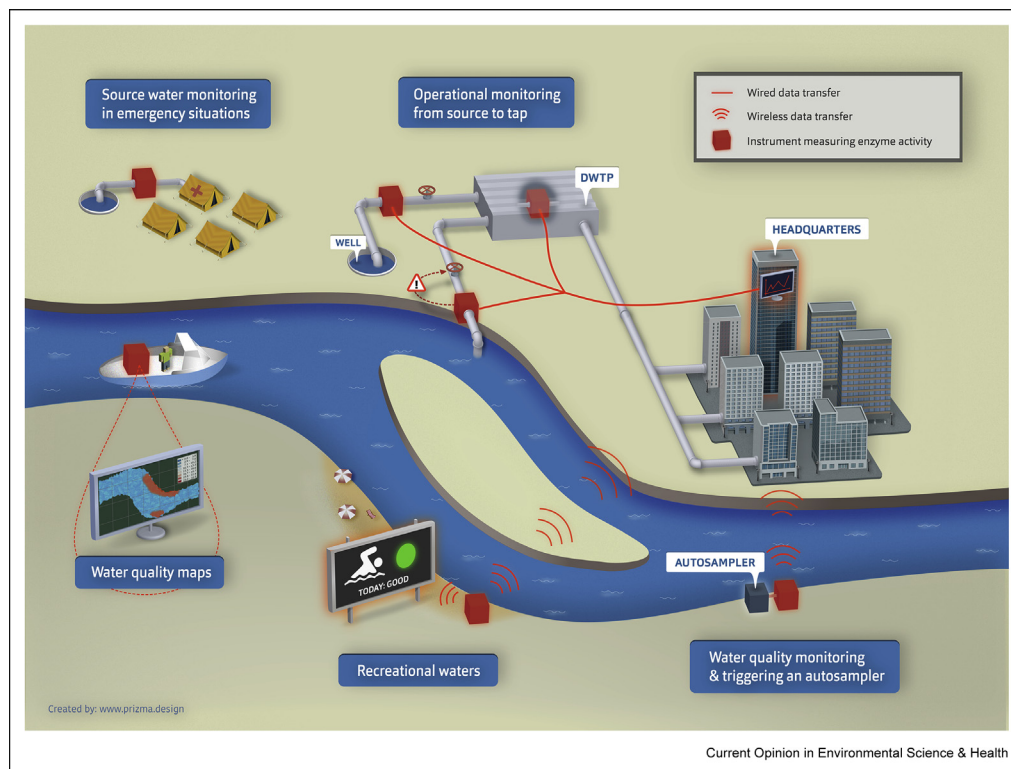 Source water monitoring
in emergency situations
Operational monitoring
from source to tap
Wired data transfer
Wireless data transfer
Instrument measuring enzyme activity
DWTP
WELL
HEADQUARTERS
!
Water quality maps
TODAY: GOOD
AUTOSAMPLER
Recreational waters
Water quality monitoring
& triggering an autosampler
Created by: www.prizma.design
Current Opinion in Environmental Science & Health